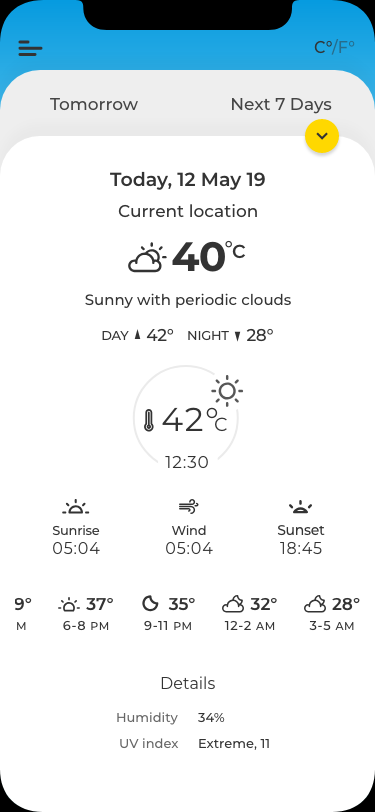 C°/F°
Tomorrow Next 7 Days
Today, 12 May 19
Current location
40°C
Sunny with periodic clouds
DAY 42° NIGHT 28°
42°C
12:30
Sunrise Wind Sunset
05:04 05:04 18:45
9° 37° 35° 32° 28°
M 6-8 PM 9-11 PM 12-2 AM 3-5 AM
Details
Humidity 34%
UV index Extreme, 11